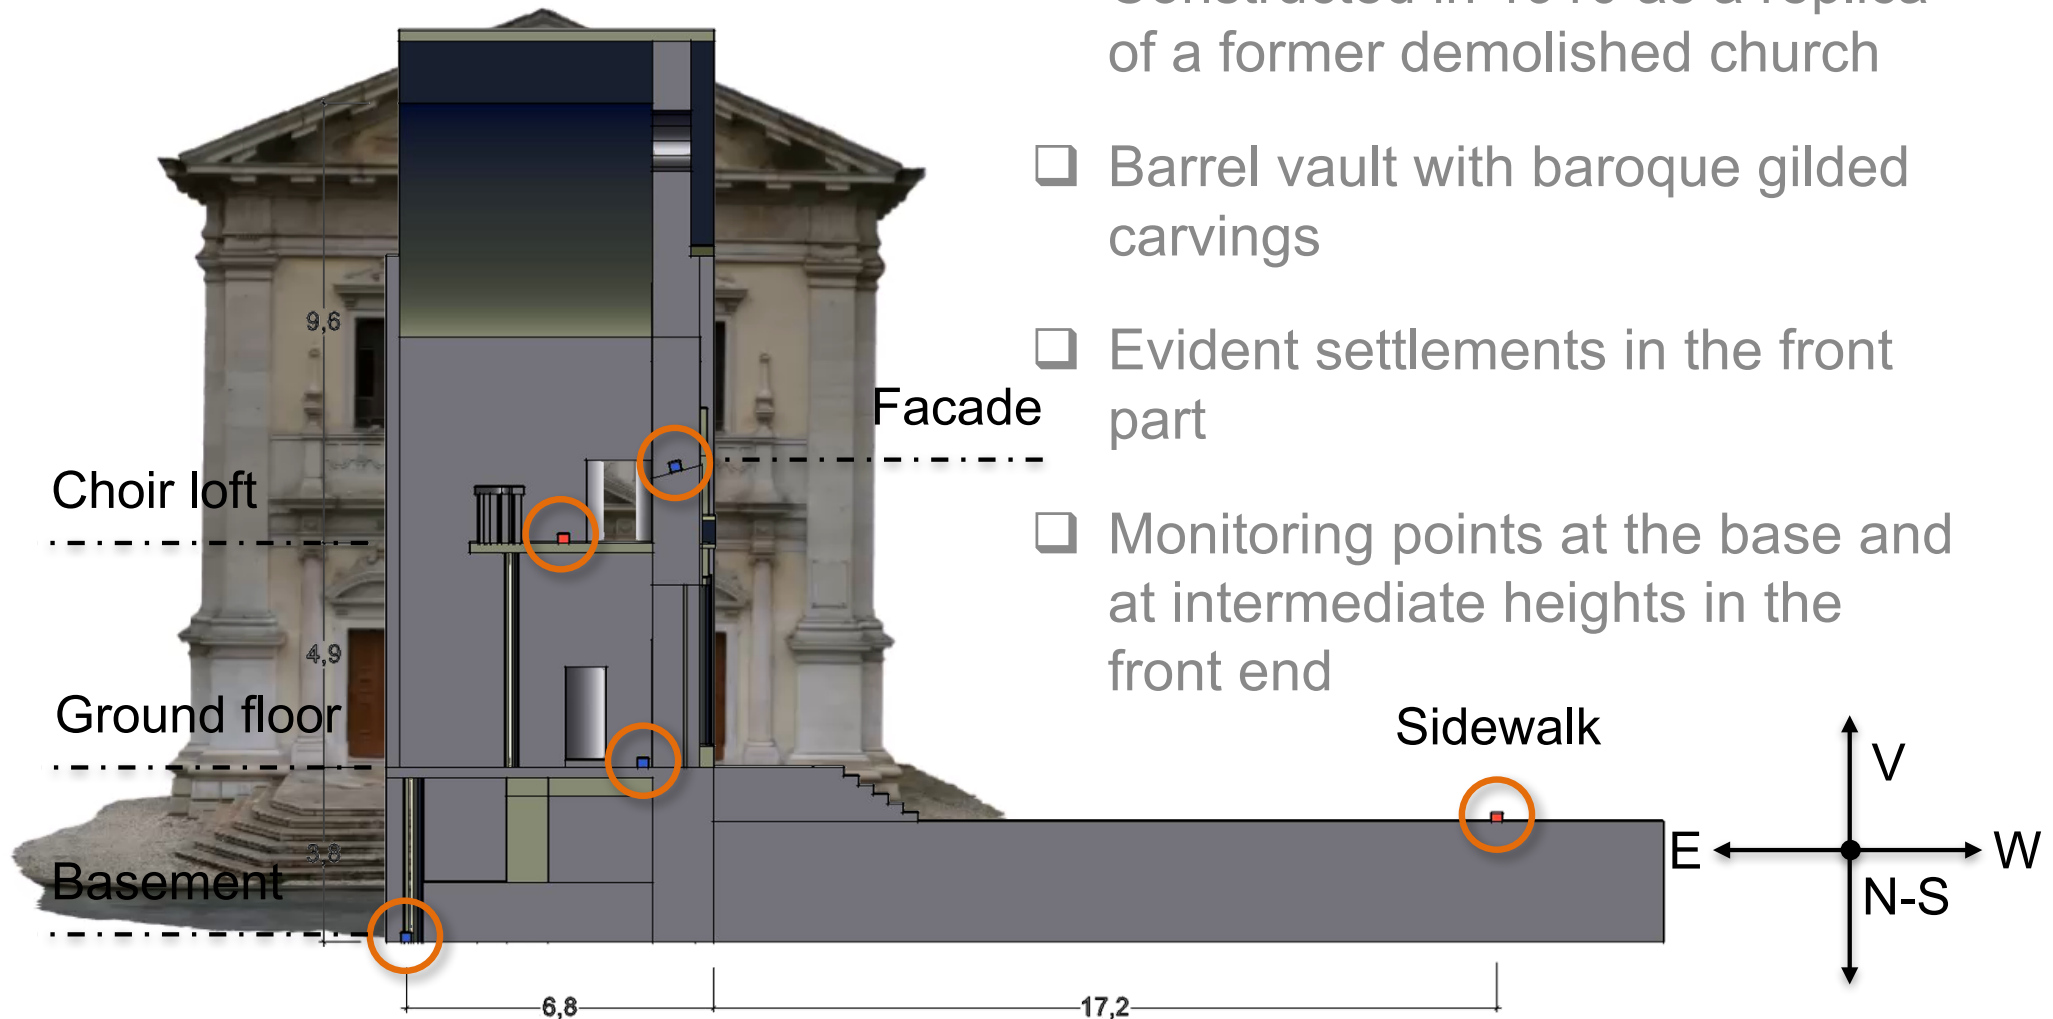 of a former demolished church
❑ Barrel vault with baroque gilded
carvings
❑ Evident settlements in the front
part
Facade
❑ Monitoring points at the base and
at intermediate heights in the
front end
Choir loft
Ground floor
Basement
Sidewalk
9,6
4,9
3,8
6,8
17,2
V
E
W
N-S